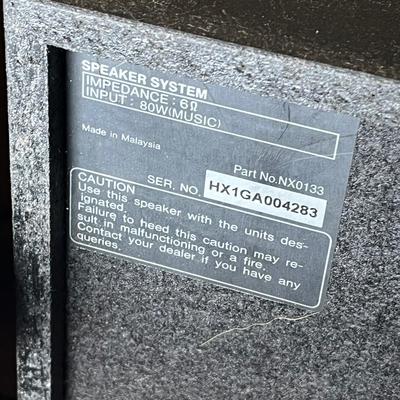 SPEAKER SYSTEM
IMPEDANCE : 6Ω
INPUT : 80W(MUSIC)
Made in Malaysia
Part No.NX0133
SER. NO. HX1GA004283
CAUTION
Use this speaker with the units des-
ignated. Failure to heed this caution may re-
sult in malfunctioning or a fire.
Contact your dealer if you have any
queries.